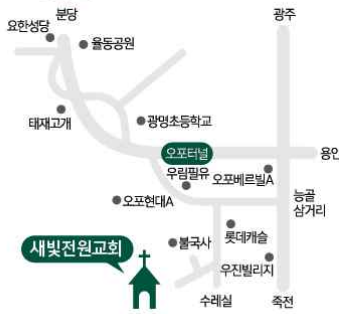 분당
광주
요한성당
율동공원
태재고개
광명초등학교
오포터널
용인
우림필유
오포베르빌A
능골
삼거리
오포현대A
롯데캐슬
불국사
새빛전원교회
우진빌리지
수레실
죽전